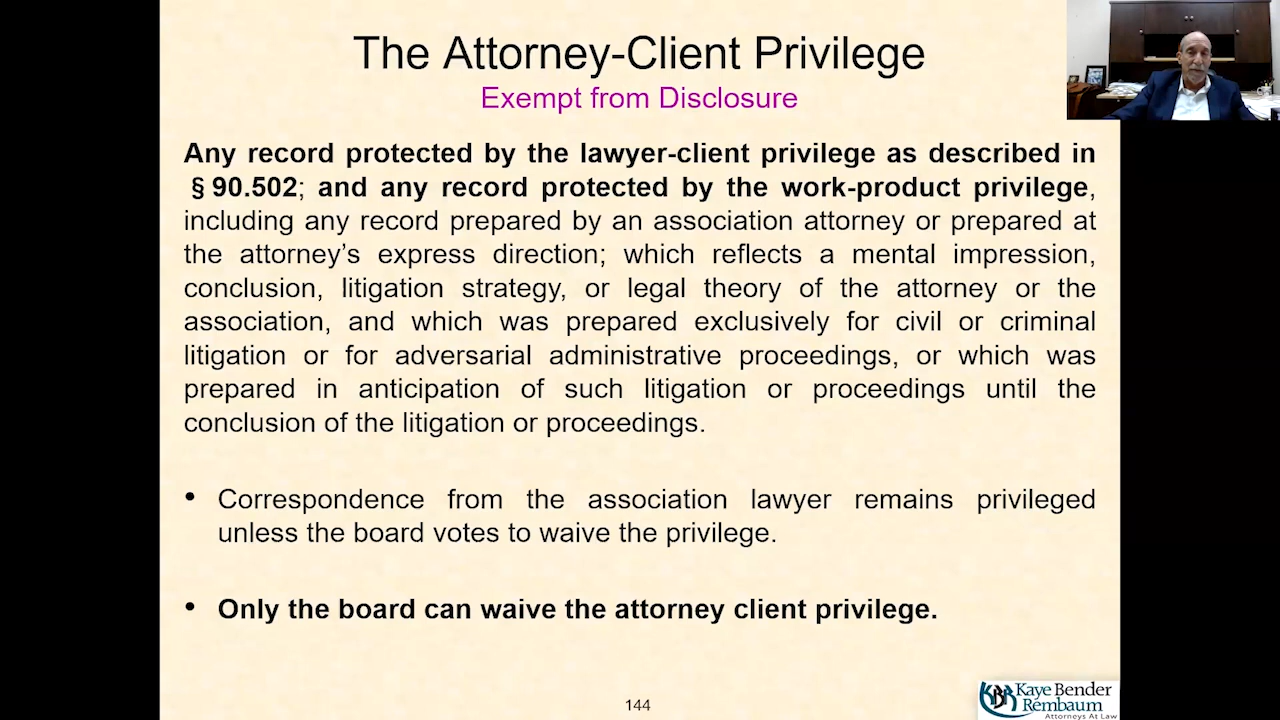 The Attorney-Client Privilege
Exempt from Disclosure
Any record protected by the lawyer-client privilege as described in
§ 90.502; and any record protected by the work-product privilege,
including any record prepared by an association attorney or prepared at
the attorney’s express direction; which reflects a mental impression,
conclusion, litigation strategy, or legal theory of the attorney or the
association, and which was prepared exclusively for civil or criminal
litigation or for adversarial administrative proceedings, or which was
prepared in anticipation of such litigation or proceedings until the
conclusion of the litigation or proceedings.
• Correspondence from the association lawyer remains privileged
unless the board votes to waive the privilege.
• Only the board can waive the attorney client privilege.
144
KBR Kaye Bender
Rembaum
Attorneys At Law